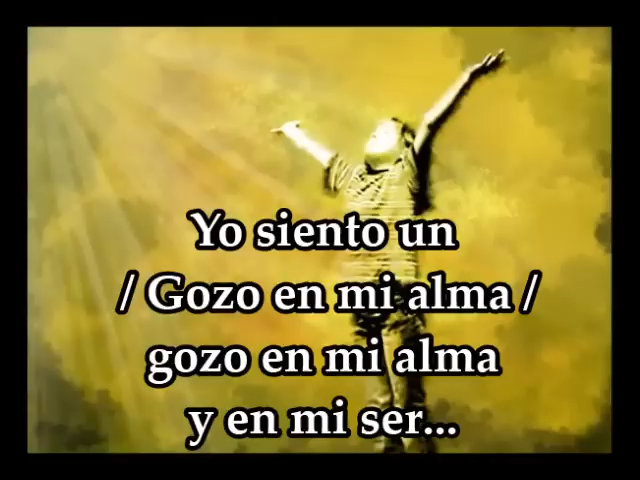 Yo siento un
/ Gozo en mi alma /
gozo en mi alma
y en mi ser...